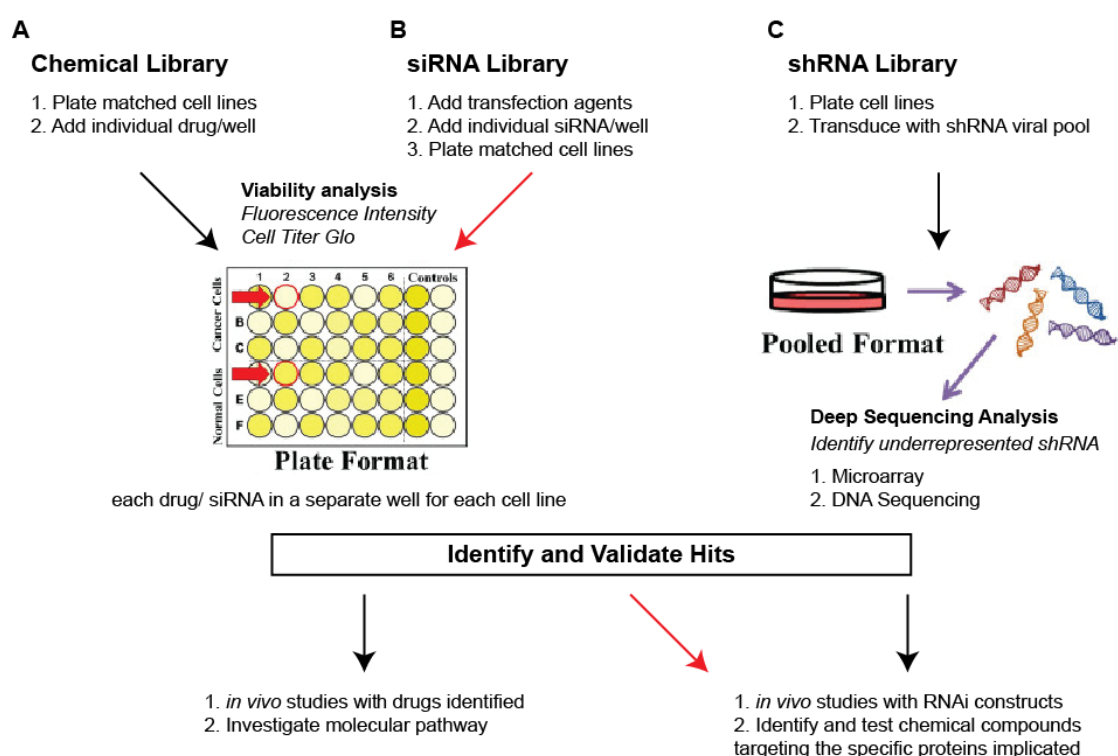 A
Chemical Library
1. Plate matched cell lines
2. Add individual drug/well
B
siRNA Library
1. Add transfection agents
2. Add individual siRNA/well
3. Plate matched cell lines
C
shRNA Library
1. Plate cell lines
2. Transduce with shRNA viral pool
Viability analysis
Fluorescence Intensity
Cell Titer Glo
1 2 3 4 5 6 Controls
Cancer Cells
B
C
Normal Cells
E
F
Plate Format
each drug/ siRNA in a separate well for each cell line
Pooled Format
Deep Sequencing Analysis
Identify underrepresented shRNA
1. Microarray
2. DNA Sequencing
Identify and Validate Hits
1. in vivo studies with drugs identified
2. Investigate molecular pathway
1. in vivo studies with RNAi constructs
2. Identify and test chemical compounds
targeting the specific proteins implicated